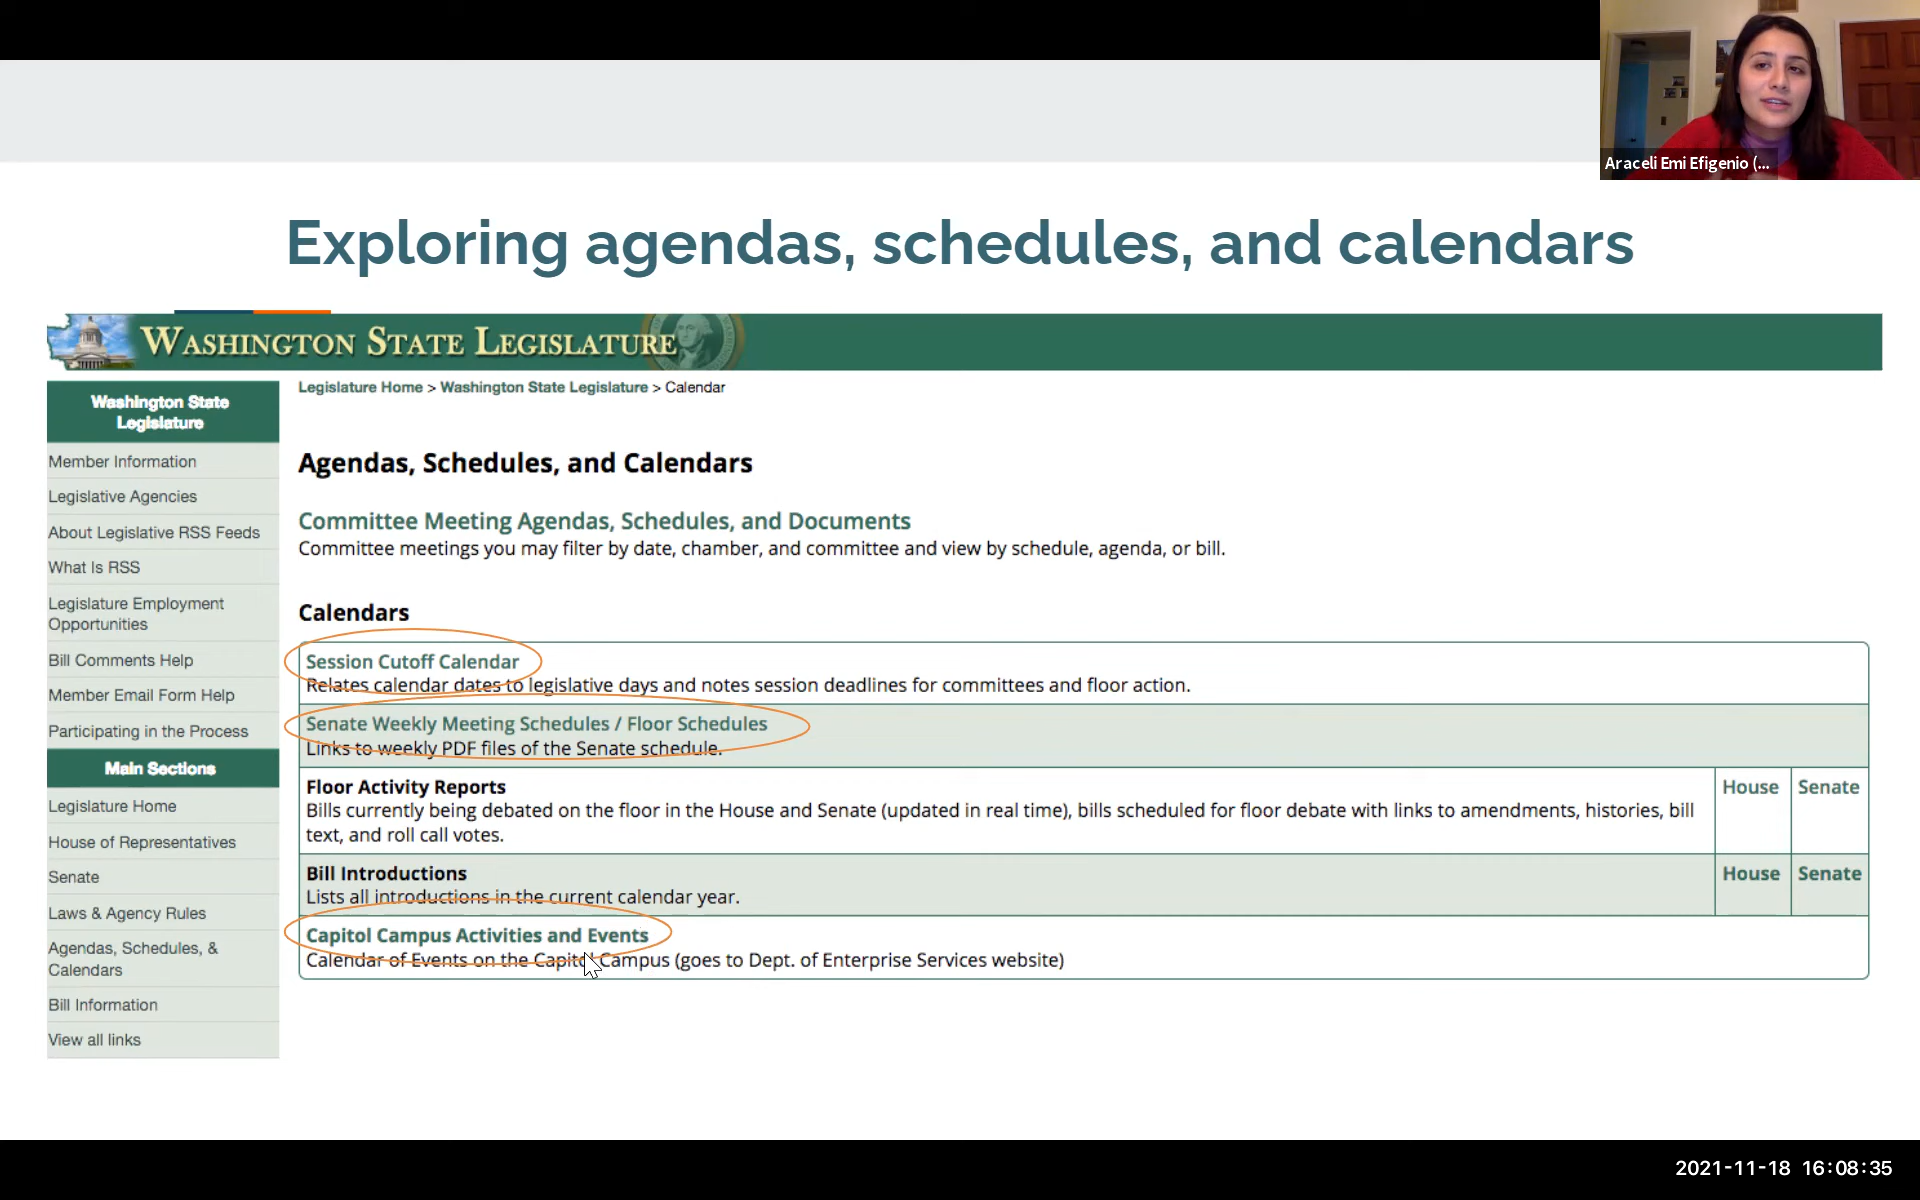 Araceli Emi Efigenio (...
Exploring agendas, schedules, and calendars
WASHINGTON STATE LEGISLATURE
Washington State
Legislature
Member Information
Legislative Agencies
About Legislative RSS Feeds
What Is RSS
Legislature Employment
Opportunities
Bill Comments Help
Member Email Form Help
Participating in the Process
Main Sections
Legislature Home
House of Representatives
Senate
Laws & Agency Rules
Agendas, Schedules, &
Calendars
Bill Information
View all links
Legislature Home > Washington State Legislature > Calendar
Agendas, Schedules, and Calendars
Committee Meeting Agendas, Schedules, and Documents
Committee meetings you may filter by date, chamber, and committee and view by schedule, agenda, or bill.
Calendars
Session Cutoff Calendar
Relates calendar dates to legislative days and notes session deadlines for committees and floor action.
Senate Weekly Meeting Schedules / Floor Schedules
Links to weekly PDF files of the Senate schedule.
Floor Activity Reports House Senate
Bills currently being debated on the floor in the House and Senate (updated in real time), bills scheduled for floor debate with links to amendments, histories, bill
text, and roll call votes.
Bill Introductions House Senate
Lists all introductions in the current calendar year.
Capitol Campus Activities and Events
Calendar of Events on the Capitol Campus (goes to Dept. of Enterprise Services website)
2021-11-18 16:08:35